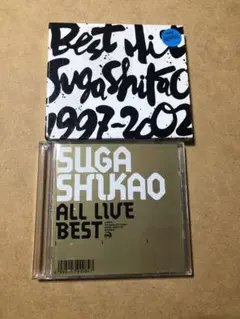 Best Hit
SugaShikao
1997-2002
SUGA
SHIKAO
ALL LIVE
BEST